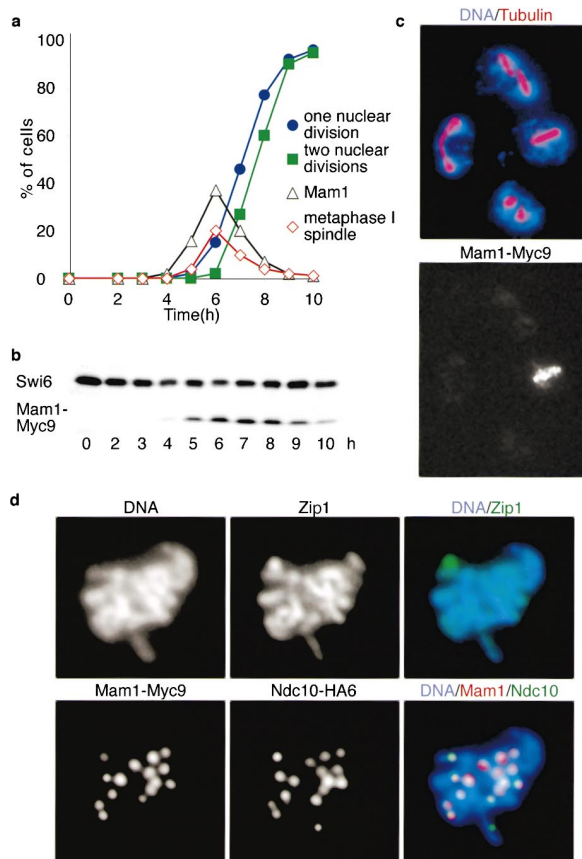 a
% of cells
100
80
60
40
20
0
0 2 4 6 8 10
Time(h)
one nuclear
division
two nuclear
divisions
Mam1
metaphase I
spindle
b
Swi6
Mam1-
Myc9
0 2 3 4 5 6 7 8 9 10 h
c
DNA/Tubulin
Mam1-Myc9
d
DNA Zip1 DNA/Zip1
Mam1-Myc9 Ndc10-HA6 DNA/Mam1/Ndc10